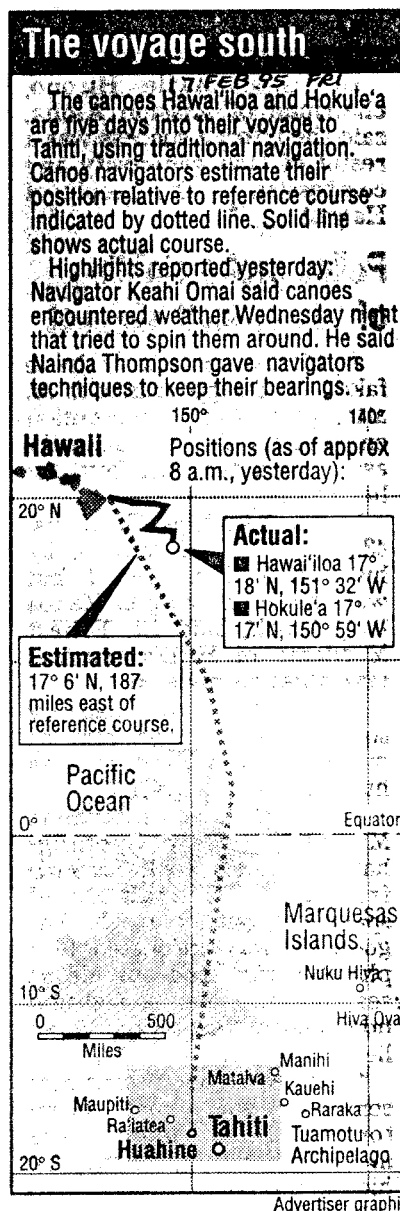 The voyage south
17 FEB 95 FRI
The canoes Hawai'iloa and Hokule'a
are five days into their voyage to
Tahiti, using traditional navigation.
Canoe navigators estimate their
position relative to reference course
indicated by dotted line. Solid line
shows actual course.
Highlights reported yesterday:
Navigator Keahi Omai said canoes
encountered weather Wednesday night
that tried to spin them around. He said
Nainoa Thompson gave navigators
techniques to keep their bearings.
150° 140°
Hawaii
Positions (as of approx
8 a.m., yesterday):
20° N
Actual:
Hawai'iloa 17°
18' N, 151° 32' W
Hokule'a 17°
17' N, 150° 59' W
Estimated:
17° 6' N, 187
miles east of
reference course.
Pacific
Ocean
0°
Equator
Marquesas
Islands
Nuku Hiva
10° S
Hiva Ova
0 500
Miles
Manihi
Mataiva
Kauehi
Maupiti
Raraka
Ra'iatea
Tahiti
Huahine
Tuamotu
Archipelago
20° S
Advertiser graphi